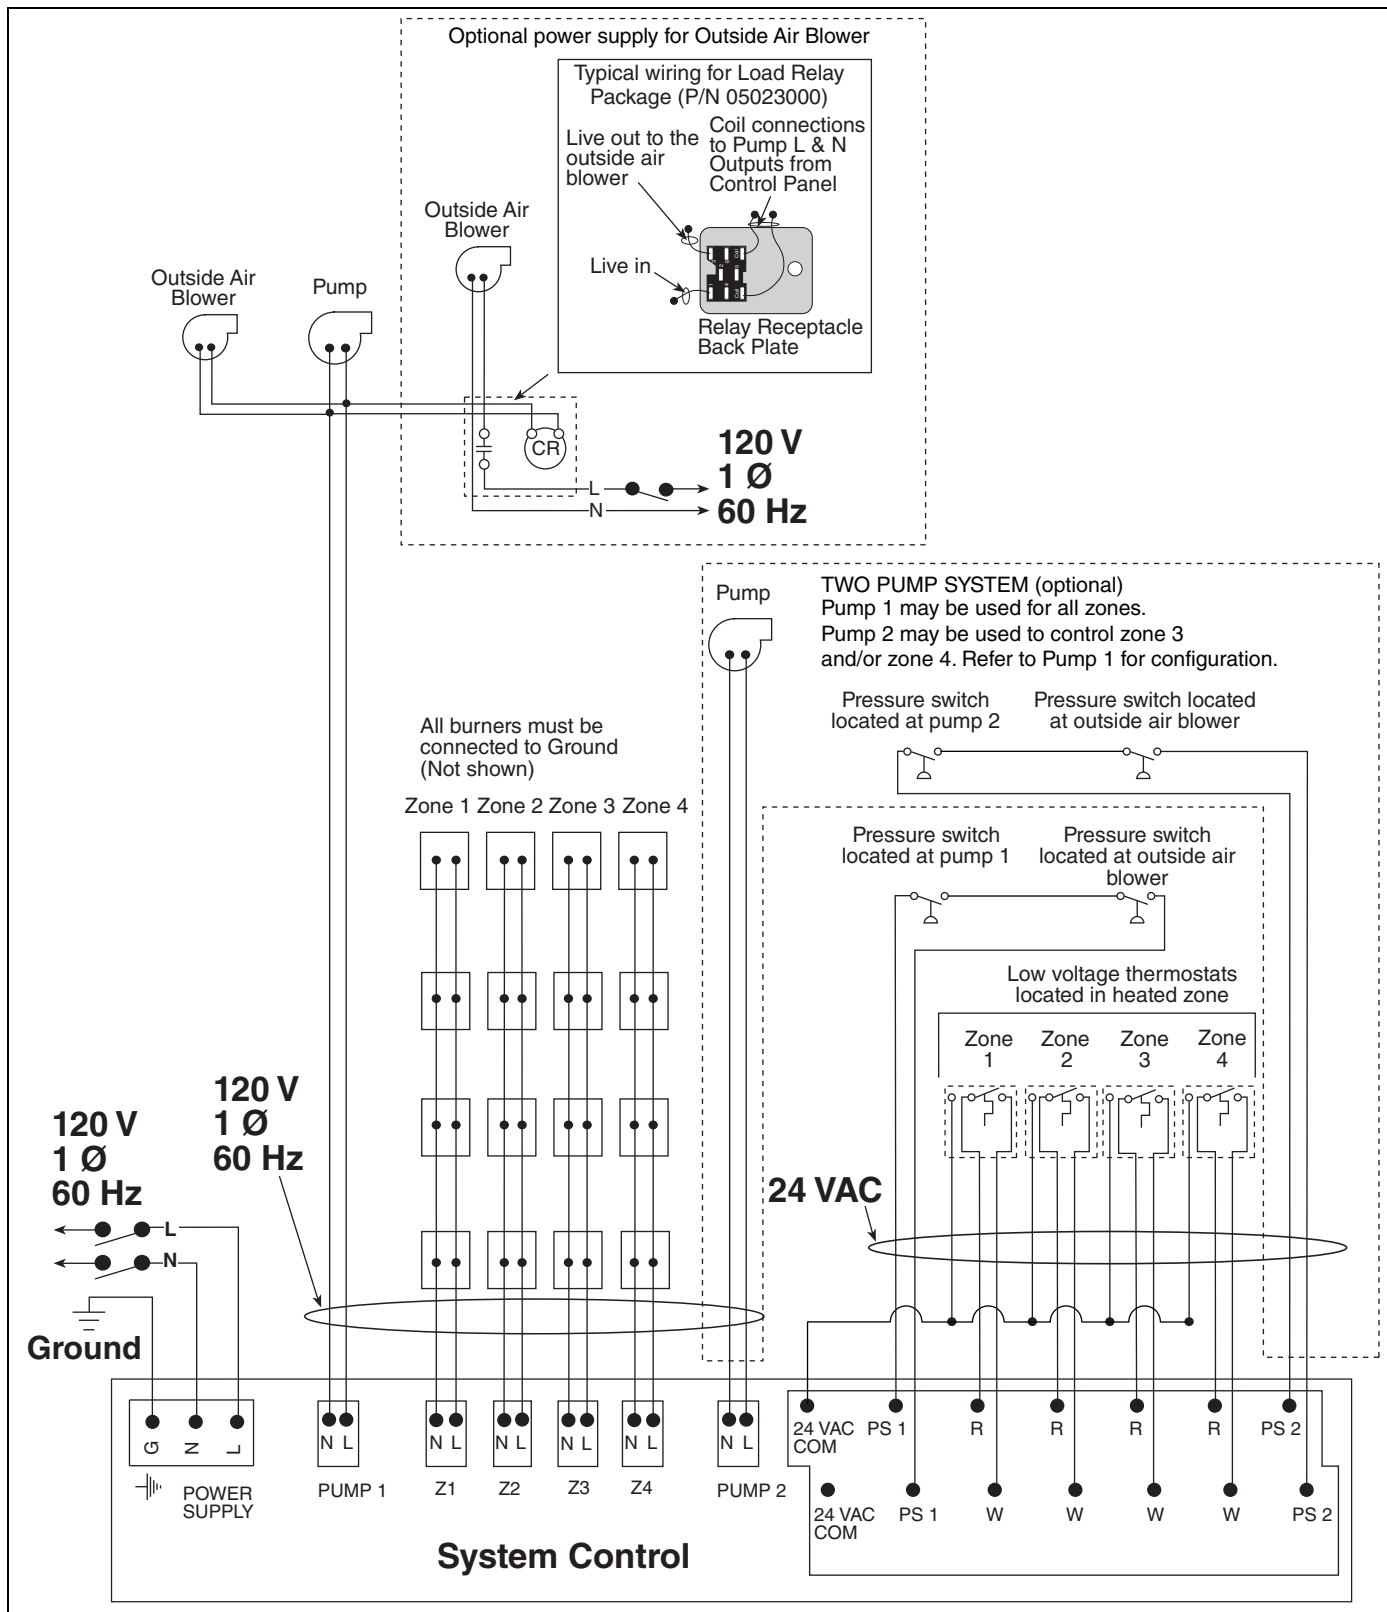 Optional power supply for Outside Air Blower
Typical wiring for Load Relay
Package (P/N 05023000)
Live out to the
outside air
blower
Coil connections
to Pump L & N
Outputs from
Control Panel
Live in
Relay Receptacle
Back Plate
Outside Air
Blower
Outside Air
Blower
Pump
CR
L
N
120 V
1 Ø
60 Hz
Pump
TWO PUMP SYSTEM (optional)
Pump 1 may be used for all zones.
Pump 2 may be used to control zone 3
and/or zone 4. Refer to Pump 1 for configuration.
Pressure switch
located at pump 2
Pressure switch located
at outside air blower
All burners must be
connected to Ground
(Not shown)
Zone 1 Zone 2 Zone 3 Zone 4
Pressure switch
located at pump 1
Pressure switch
located at outside air
blower
Low voltage thermostats
located in heated zone
Zone
1
Zone
2
Zone
3
Zone
4
120 V
1 Ø
60 Hz
120 V
1 Ø
60 Hz
L
N
Ground
24 VAC
G N L
POWER
SUPPLY
N L
PUMP 1
N L
Z1
N L
Z2
N L
Z3
N L
Z4
N L
PUMP 2
24 VAC
COM
PS 1
R
R
R
R
PS 2
24 VAC
COM
PS 1
W
W
W
W
PS 2
System Control